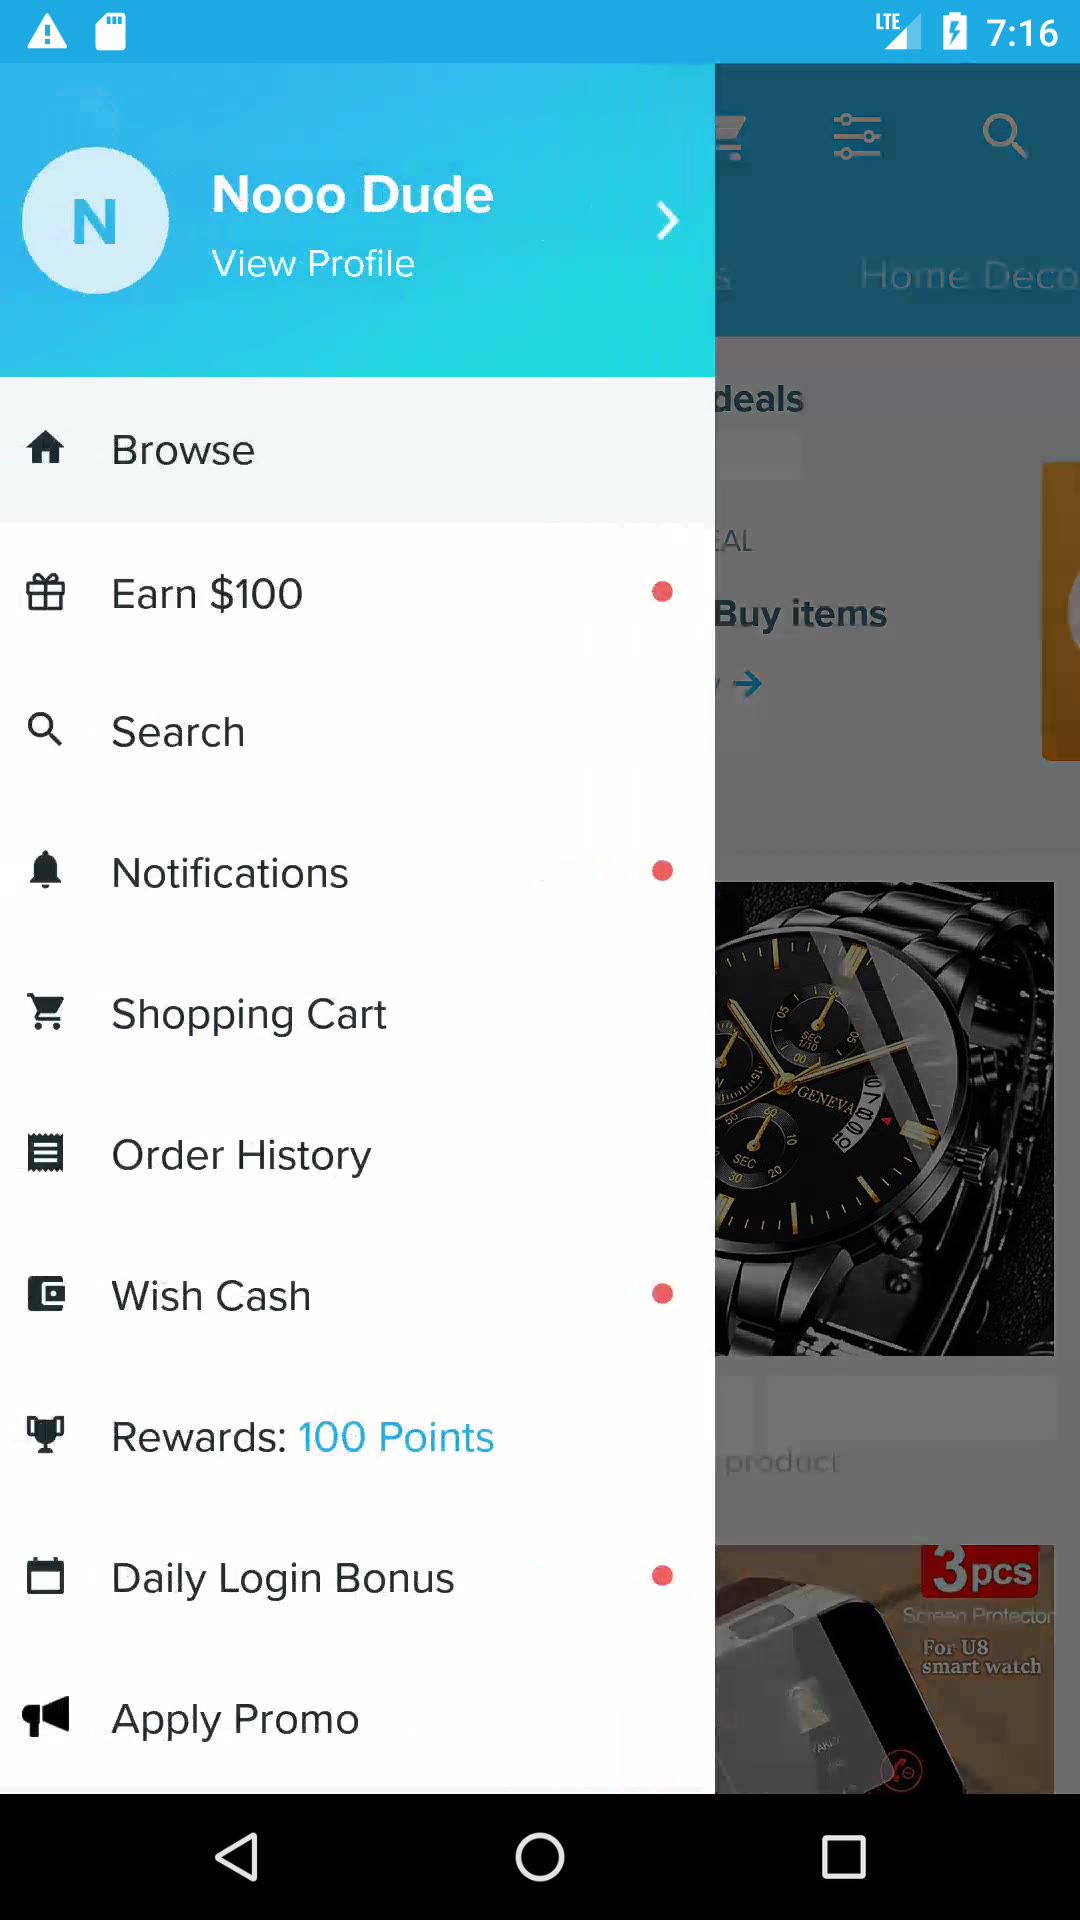 LTE 7:16
N
Nooo Dude
View Profile
Home Deco
deals
Browse
EAL
Earn $100
Buy items
Search
Notifications
Shopping Cart
GENEVA
Order History
Wish Cash
Rewards: 100 Points
product
Daily Login Bonus
3pcs
Screen Protector
For U8
smart watch
Apply Promo